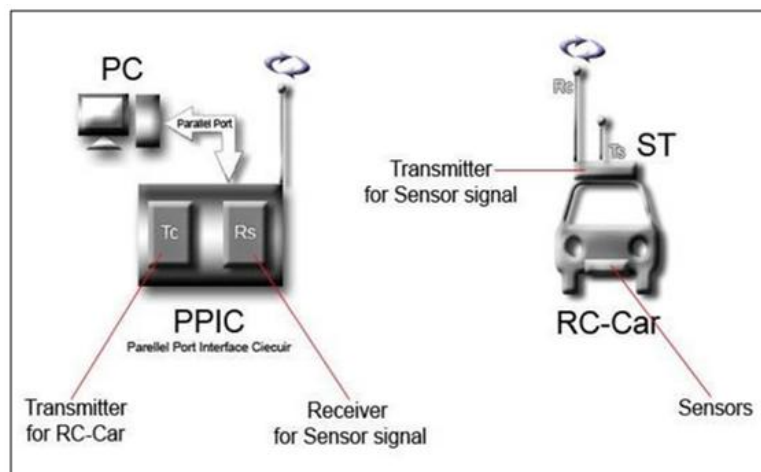 PC
Parallel Port
Tc
Rs
PPIC
Parellel Port Interface Ciecuir
Transmitter
for RC-Car
Receiver
for Sensor signal
Rc
Ts
ST
Transmitter
for Sensor signal
RC-Car
Sensors